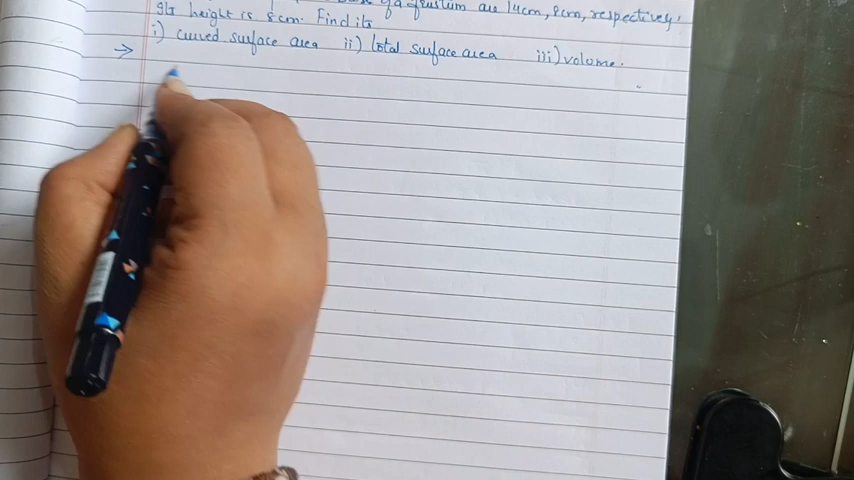 of a frustum are 14cm, 8cm, respectively.
Its height is 8cm. Find its
i) curved surface area ii) total surface area iii) volume.
→